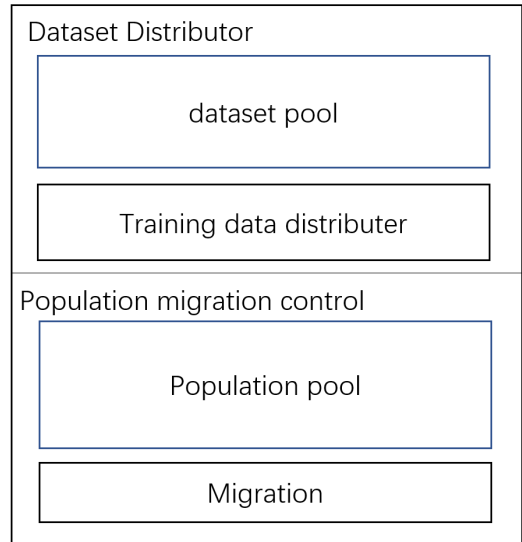 Dataset Distributor
dataset pool
Training data distributer
Population migration control
Population pool
Migration